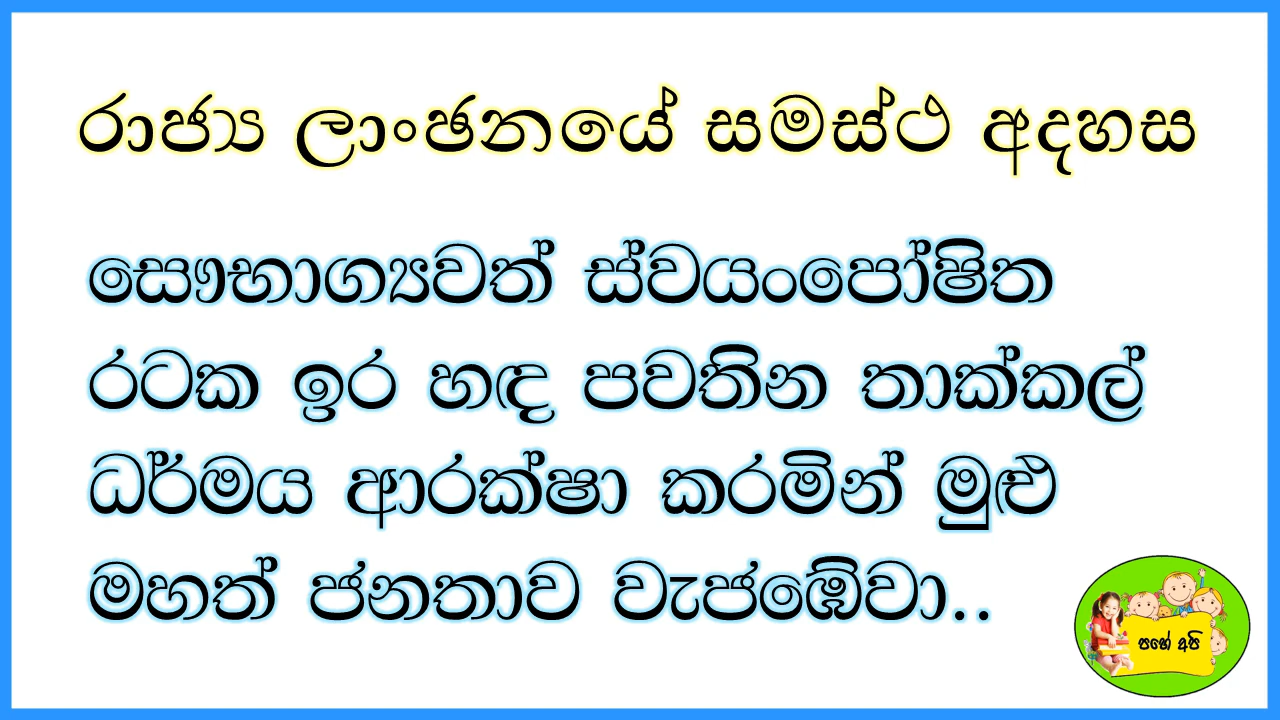 රාජ්‍ය ලාංඡනයේ සමස්ථ අදහස
සෞභාග්‍යවත් ස්වයංපෝෂිත
රටක ඉර හඳ පවතින තාක්කල්
ධර්මය ආරක්ෂා කරමින් මුළු
මහත් ජනතාව වැජඹේවා..
පහේ අපි